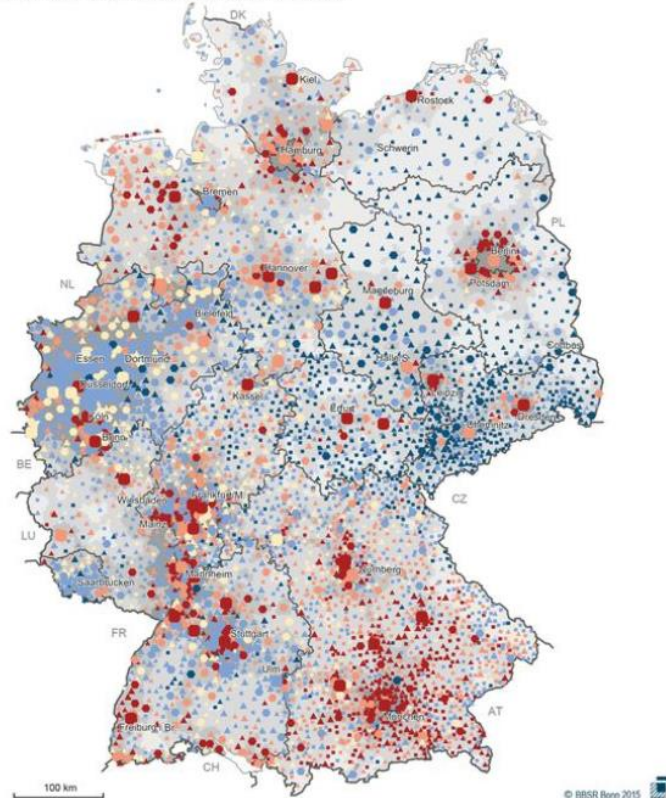 DK
Kiel
Rostock
Hamburg
Schwerin
Bremen
PL
Berlin
Hannover
Potsdam
NL
Magdeburg
Bielefeld
Cottbus
Essen
Dortmund
Halle/S.
Düsseldorf
Leipzig
Kassel
Köln
Erfurt
Dresden
Chemnitz
Bonn
BE
Wiesbaden
Frankfurt/M.
CZ
Mainz
LU
Mannheim
Nürnberg
Saarbrücken
FR
Stuttgart
Ulm
München
AT
Freiburg i.Br.
CH
100 km
© BBSR Bonn 2015